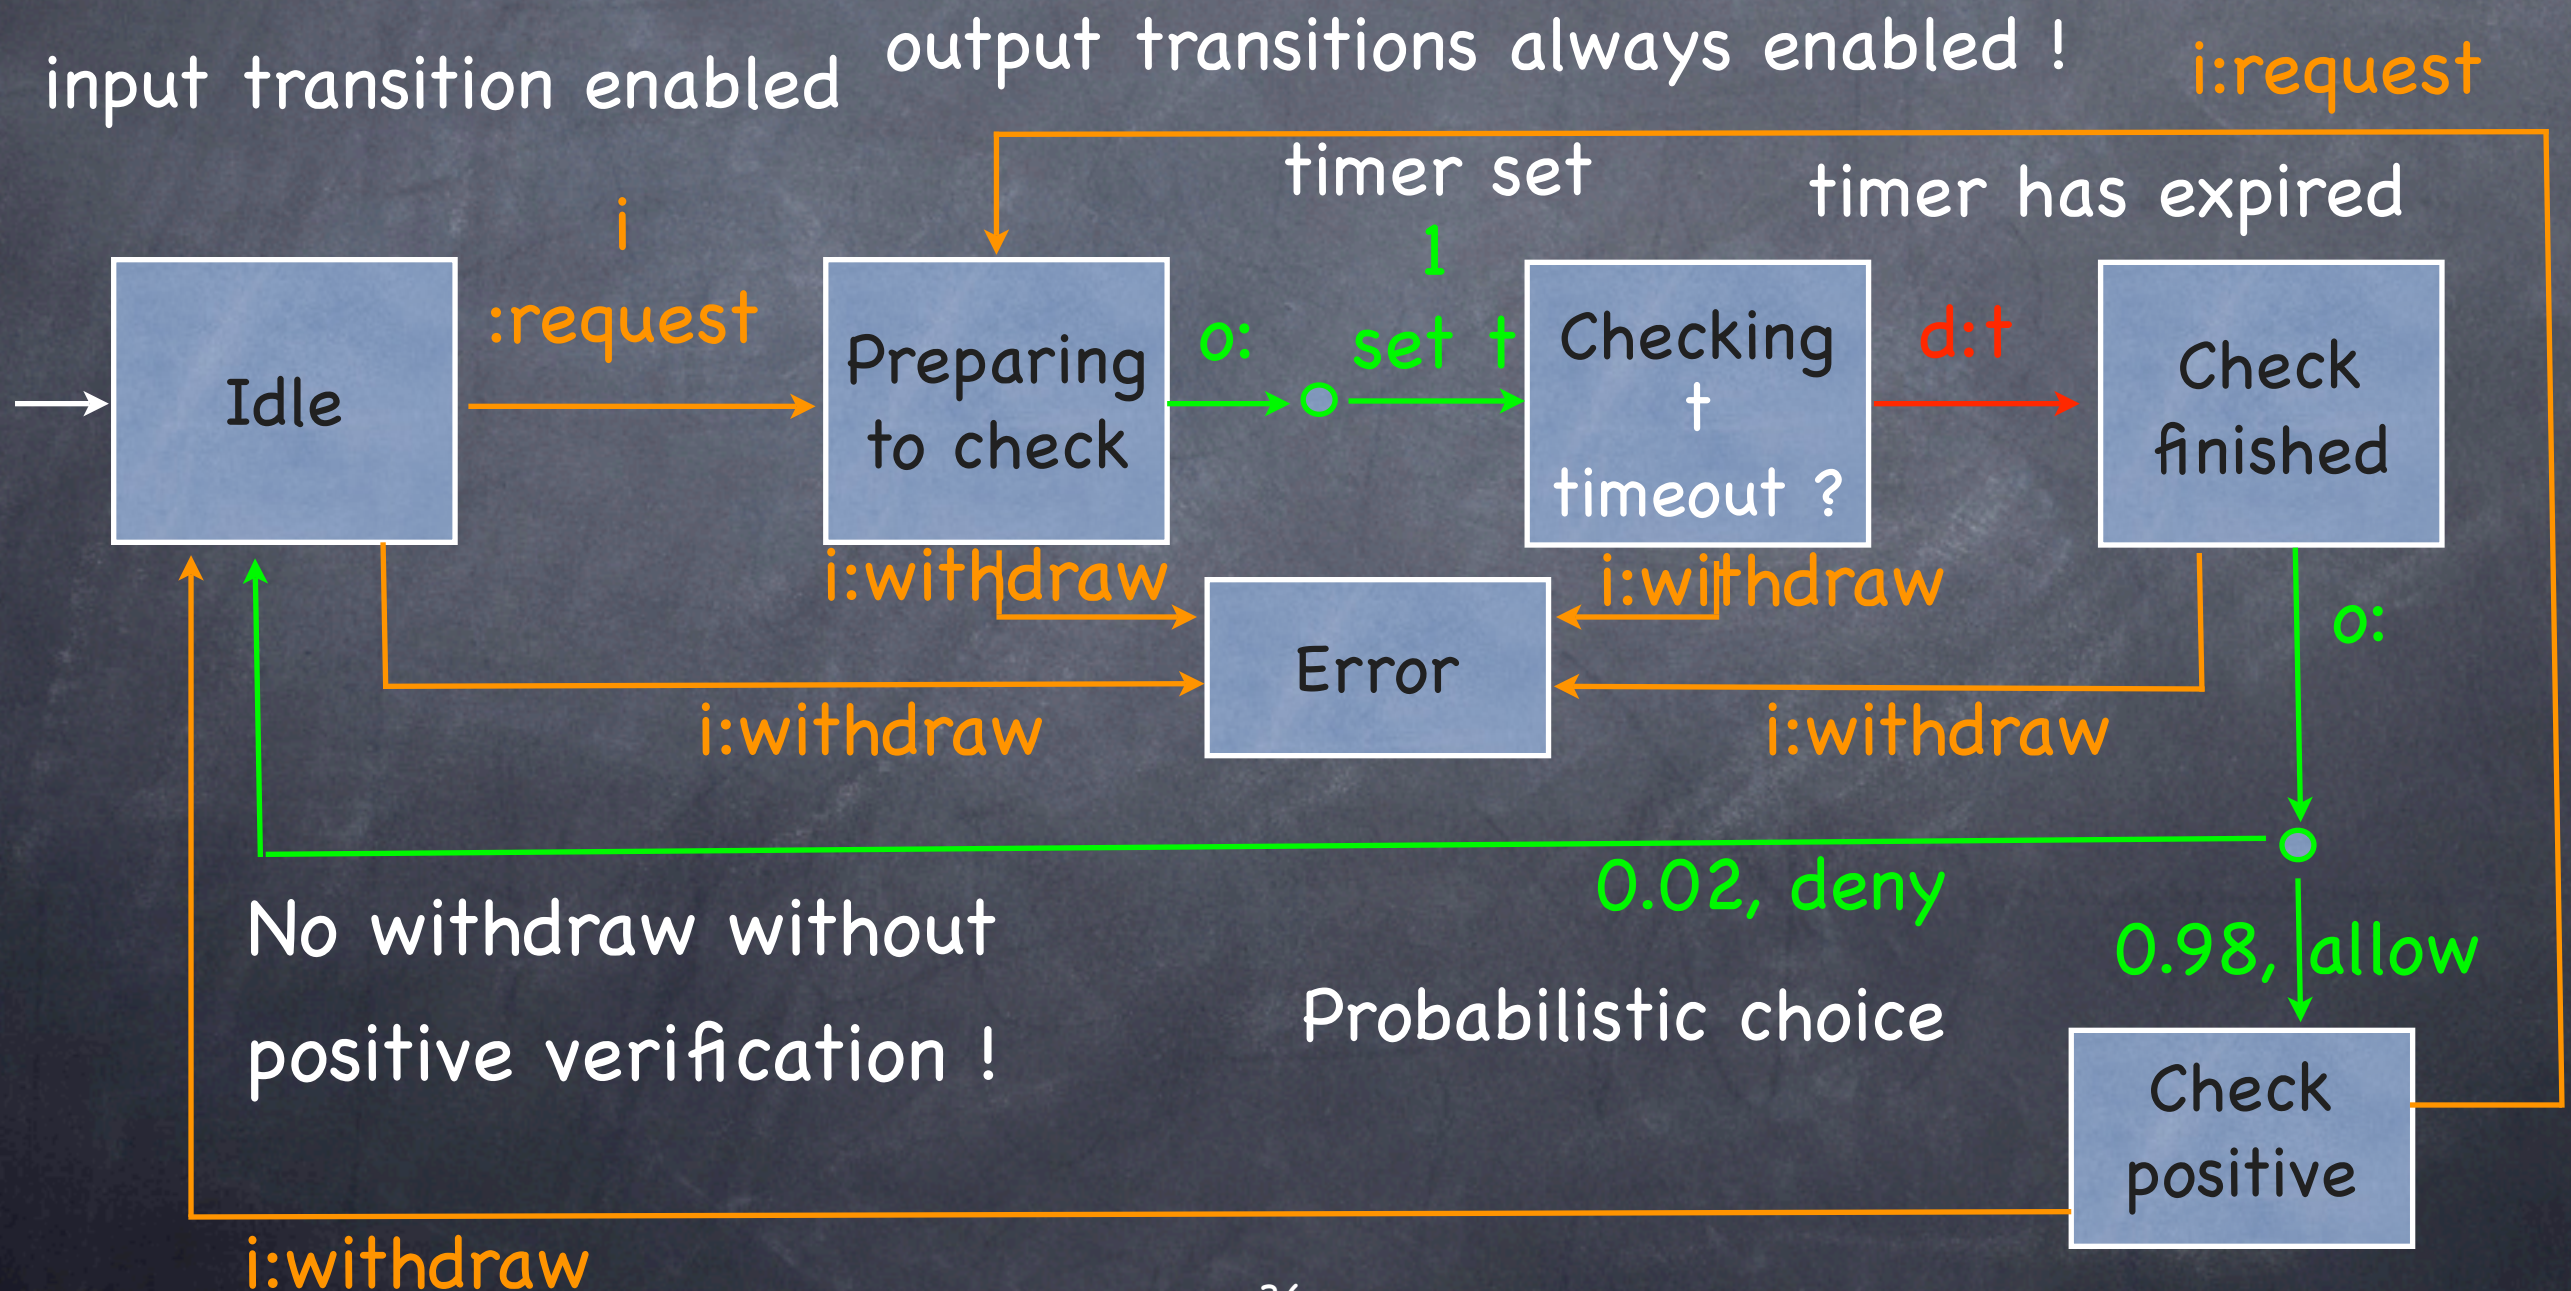 input transition enabled
output transitions always enabled !
i:request
timer set
timer has expired
i
:request
1
o:
set t
d:t
Idle
Preparing
to check
Checking
t
timeout ?
Check
finished
i:withdraw
i:withdraw
o:
Error
i:withdraw
i:withdraw
0.02, deny
No withdraw without
positive verification !
0.98, allow
Probabilistic choice
Check
positive
i:withdraw